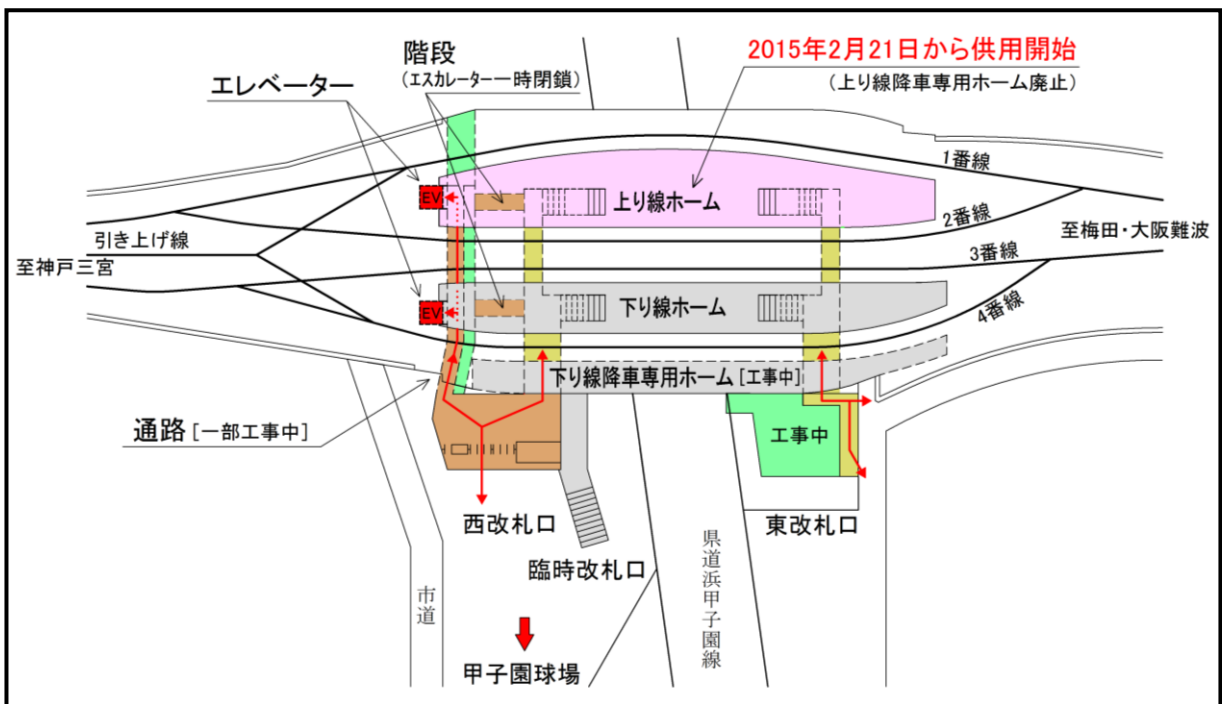 階段
(エスカレーター一時閉鎖)
2015年2月21日から供用開始
(上り線降車専用ホーム廃止)
エレベーター
1番線
EV
上り線ホーム
2番線
引き上げ線
至梅田・大阪難波
至神戸三宮
3番線
EV
下り線ホーム
4番線
下り線降車専用ホーム[工事中]
通路[一部工事中]
工事中
西改札口
東改札口
臨時改札口
県道浜甲子園線
市道
甲子園球場